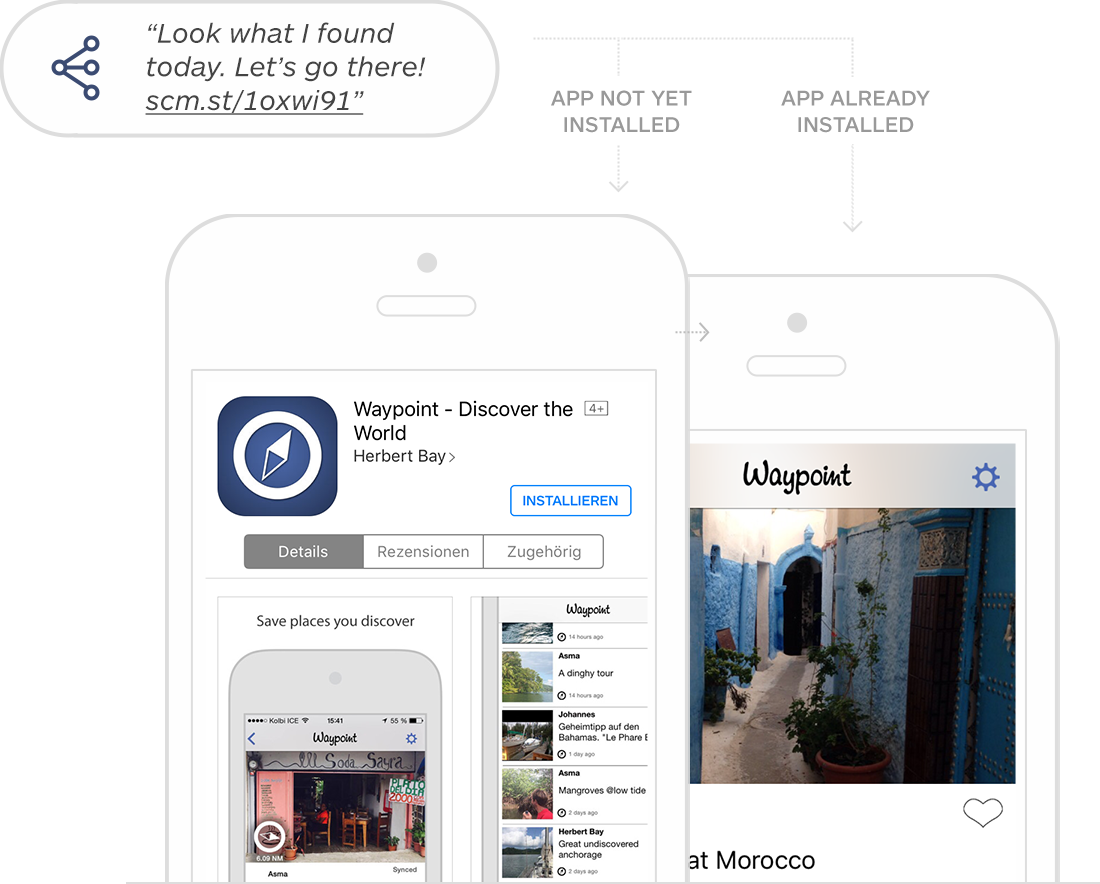 “Look what I found
today. Let’s go there!
scm.st/1oxwi91”
APP NOT YET
INSTALLED
APP ALREADY
INSTALLED
Waypoint - Discover the 4+
World
Herbert Bay
INSTALLIEREN
Details Rezensionen Zugehörig
Save places you discover
Kolbi ICE 15:41 55 %
Waypoint
Soda Sayra
PLATO
DEL DIA
2000
6.09 NM
Asma
Synced
Waypoint
14 hours ago
Asma
A dinghy tour
14 hours ago
Johannes
Geheimtipp auf den
Bahamas. "Le Phare
1 day ago
Asma
Mangroves @low tide
2 days ago
Herbert Bay
Great undiscovered
anchorage
2 days ago
Waypoint
at Morocco